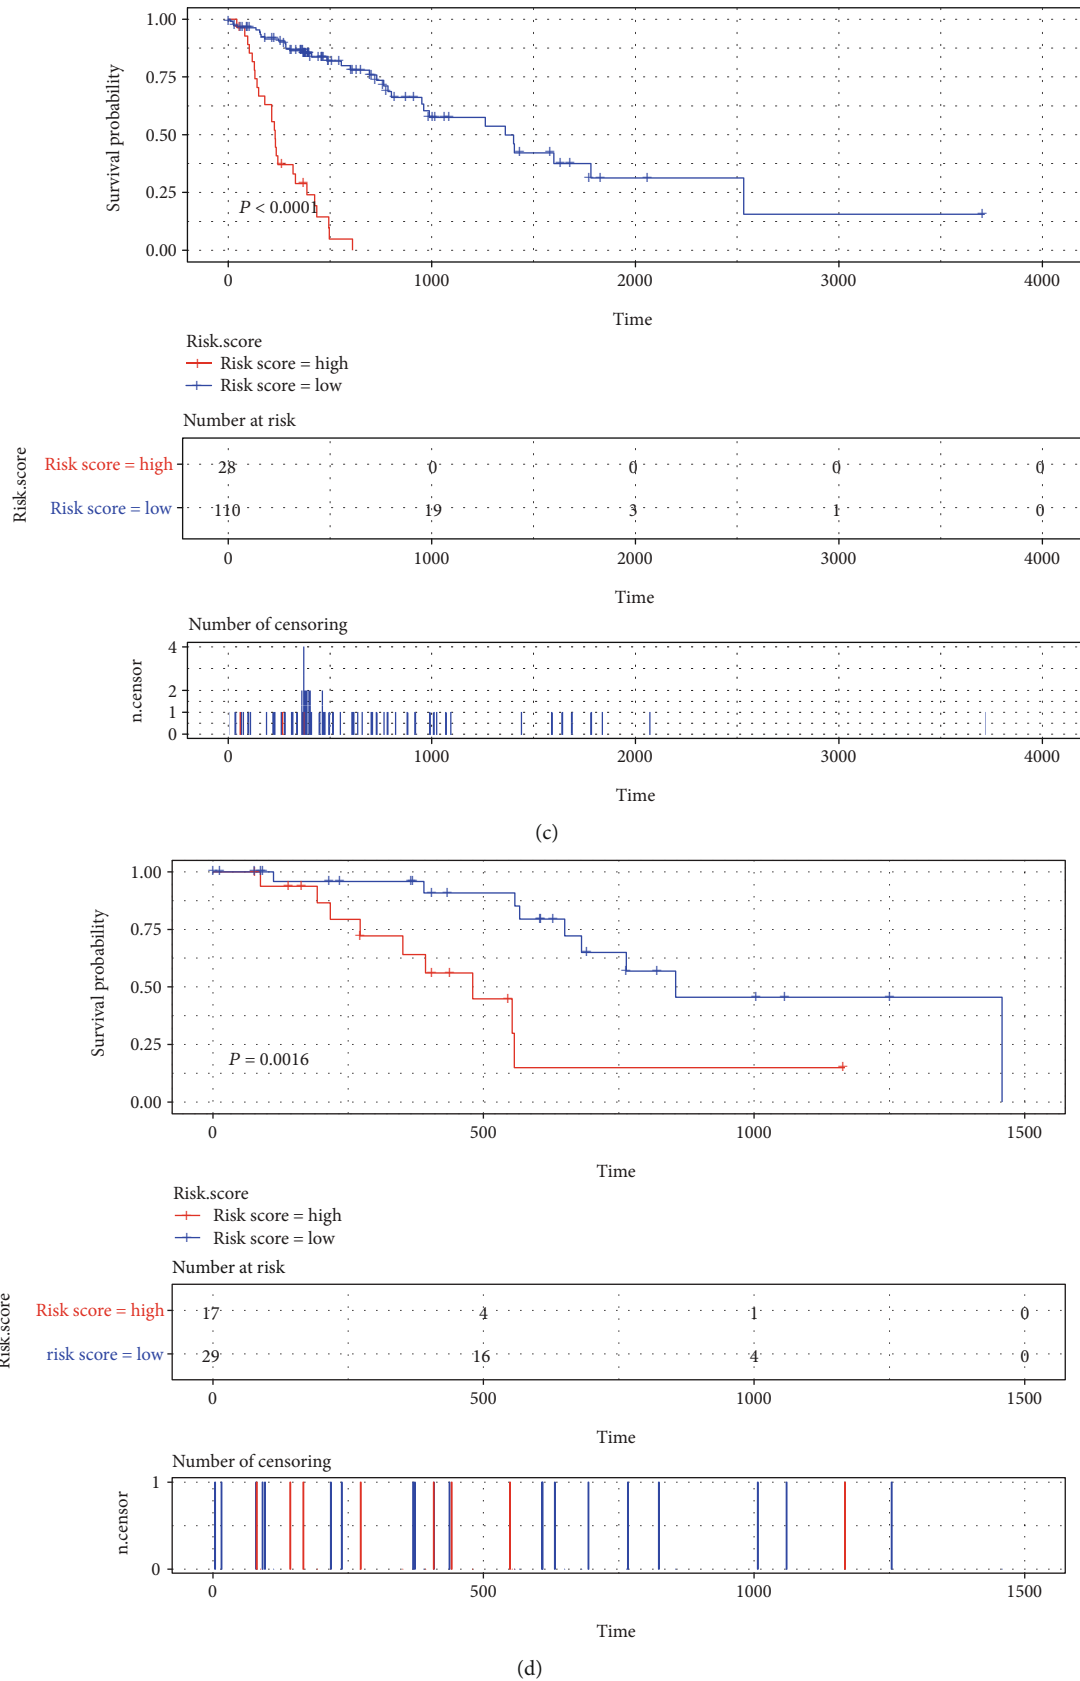 1.00
0.75
0.50
0.25
0.00
Survival probability
P < 0.0001
0 1000 2000 3000 4000
Time
Risk.score
Risk score = high
Risk score = low
Number at risk
Risk.score
Risk score = high 28 0 0 0 0
Risk score = low 110 19 3 1 0
0 1000 2000 3000 4000
Time
Number of censoring
n.censor
4
2
1
0
0 1000 2000 3000 4000
Time
(c)
1.00
0.75
0.50
0.25
0.00
Survival probability
P = 0.0016
0 500 1000 1500
Time
Risk.score
Risk score = high
Risk score = low
Number at risk
Risk.score
Risk score = high 17 4 1 0
risk score = low 29 16 4 0
0 500 1000 1500
Time
Number of censoring
n.censor
1
0
0 500 1000 1500
Time
(d)